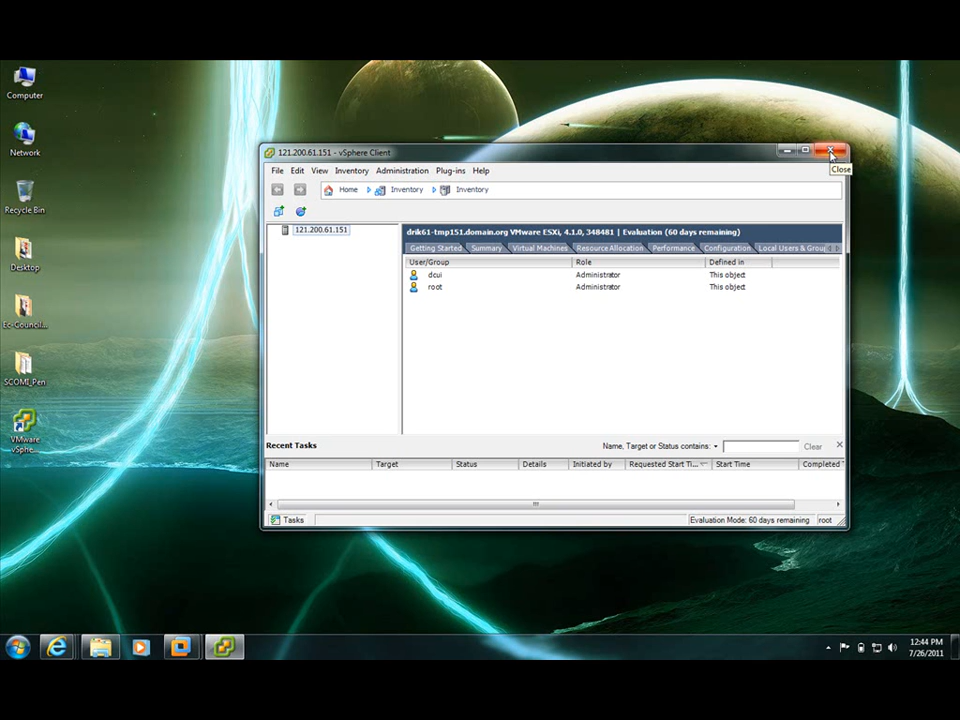 Computer
Network
Recycle Bin
Desktop
Ec-Council...
SCOMI_Pen
VMware
vSphe...
121.200.61.151 - vSphere Client
Close
File Edit View Inventory Administration Plug-ins Help
Home Inventory Inventory
121.200.61.151
drik61-tmp151.domain.org VMware ESXi, 4.1.0, 348481 | Evaluation (60 days remaining)
Getting Started Summary Virtual Machines Resource Allocation Performance Configuration Local Users & Group
User/Group Role Defined in
dcui Administrator This object
root Administrator This object
Recent Tasks Name, Target or Status contains: Clear
Name Target Status Details Initiated by Requested Start Ti... Start Time Completed T
Tasks Evaluation Mode: 60 days remaining root
12:44 PM
7/26/2011